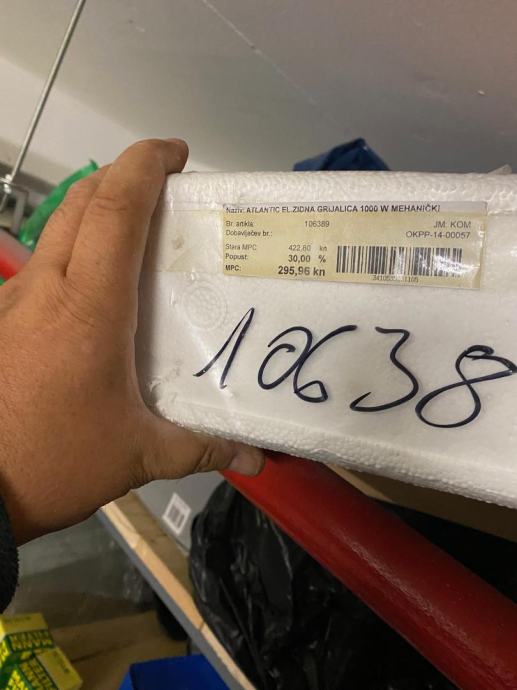 Naziv: ATLANTIC EL.ZIDNA GRIJALICA 1000 W MEHANIČKI
Br. artikla: 106389 JM: KOM
Dobavljačev br.: OKPP-14-00057
Stara MPC: 422,80 kn
Popust: 30,00 %
MPC: 295,96 kn
10638